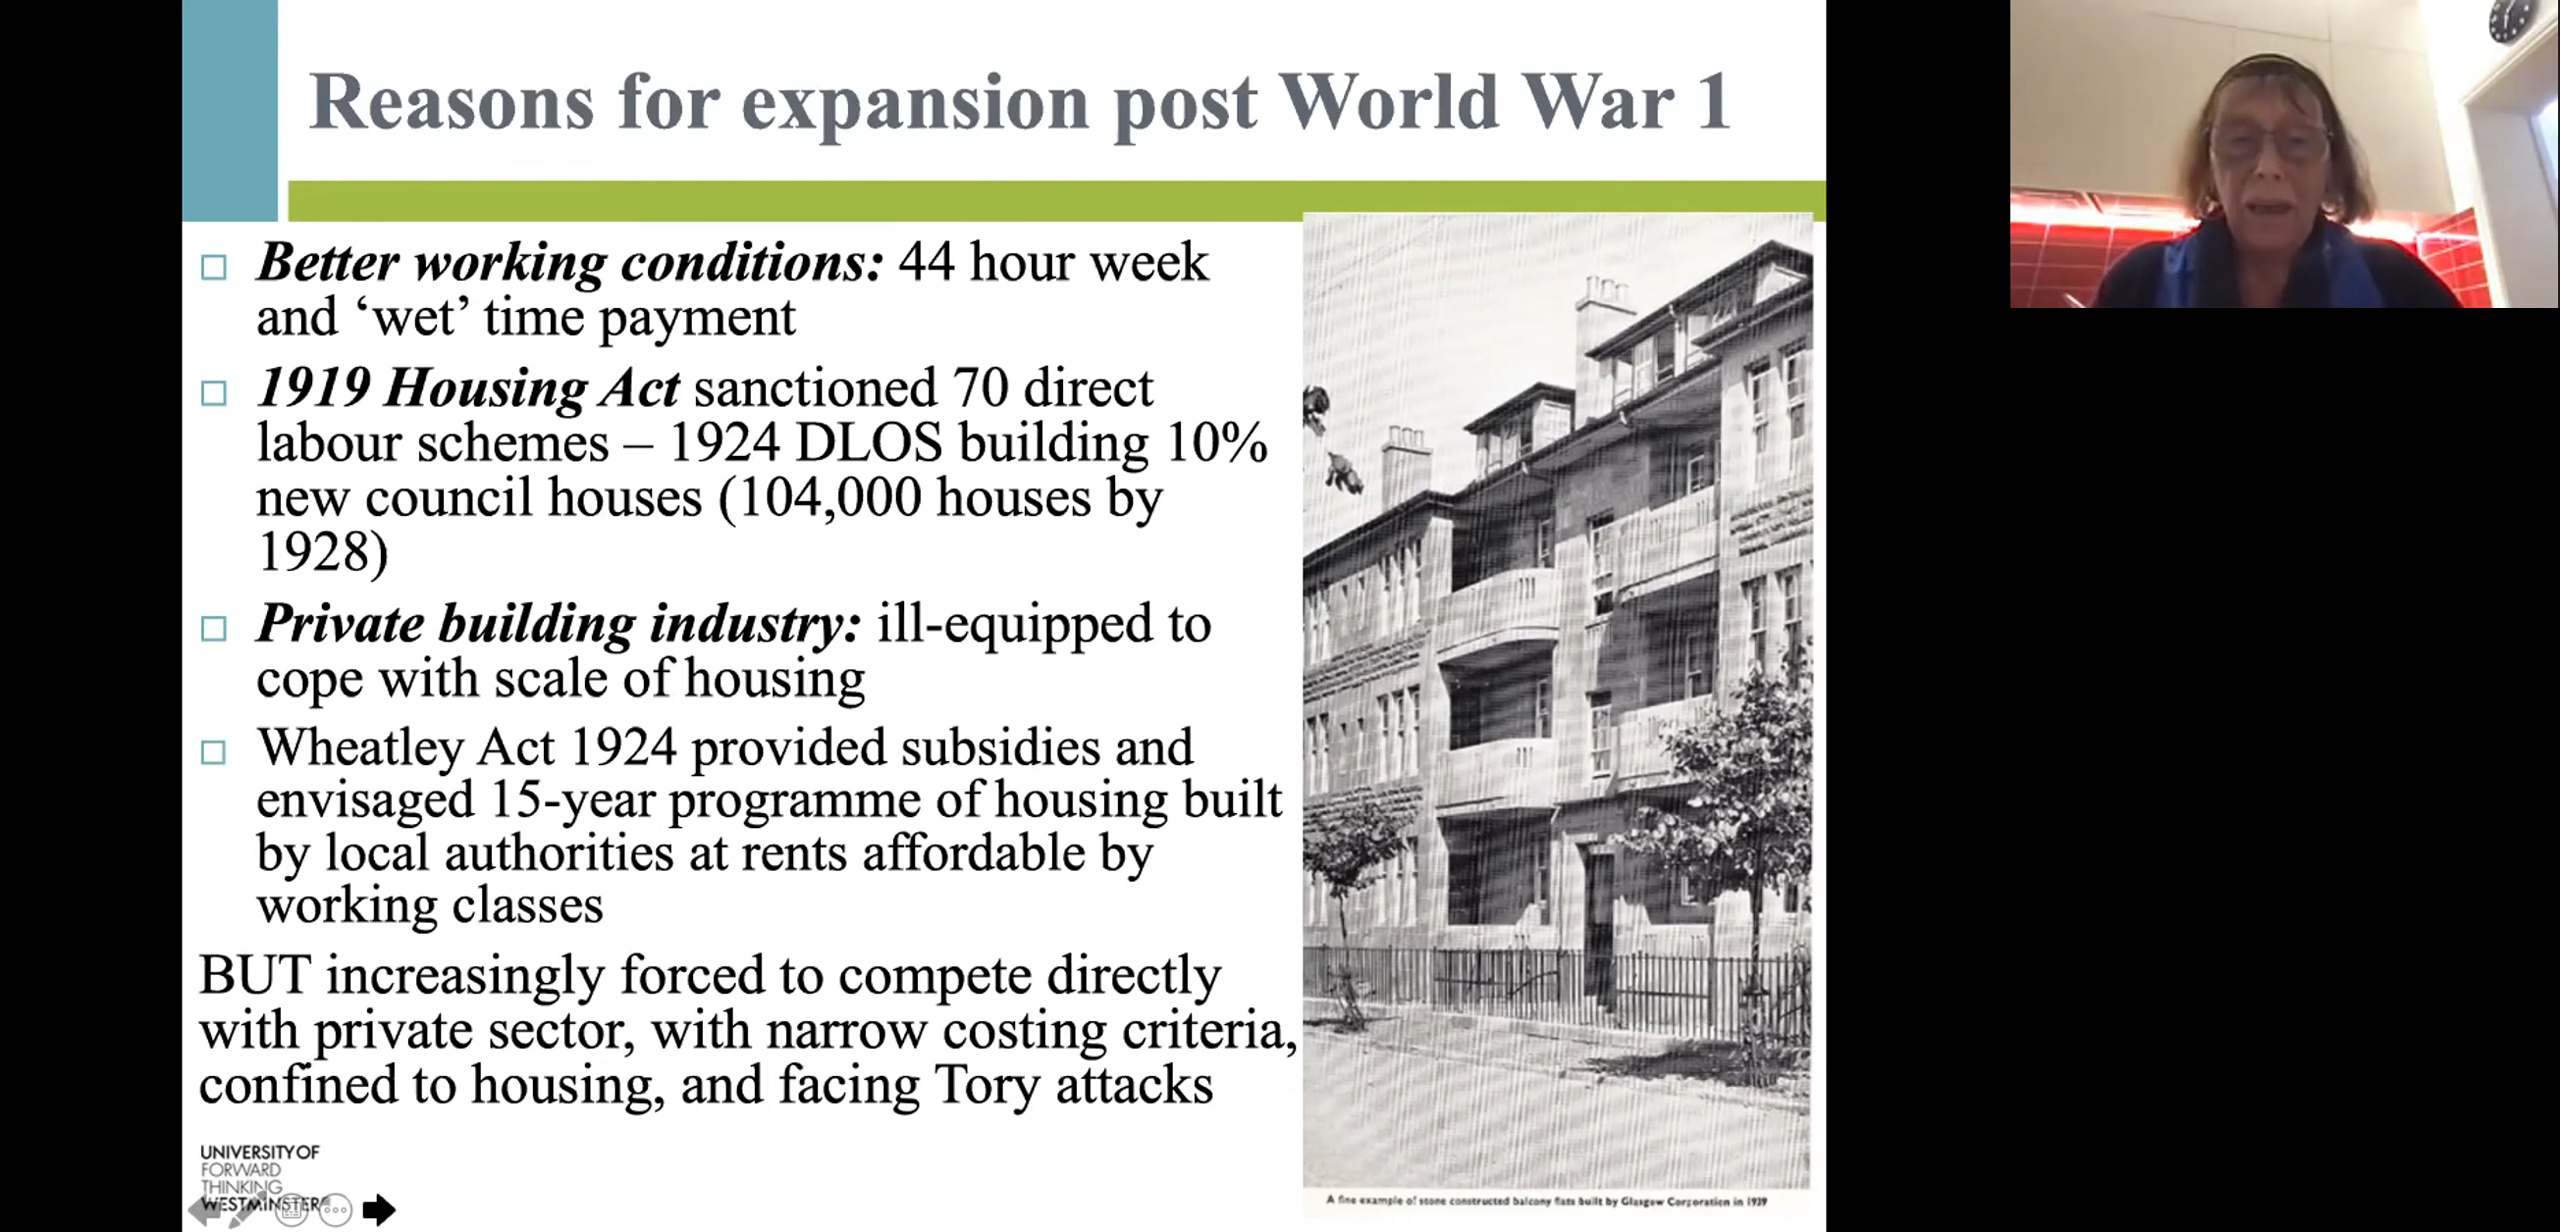 Reasons for expansion post World War 1
Better working conditions: 44 hour week
and ‘wet’ time payment
1919 Housing Act sanctioned 70 direct
labour schemes – 1924 DLOS building 10%
new council houses (104,000 houses by
1928)
Private building industry: ill-equipped to
cope with scale of housing
Wheatley Act 1924 provided subsidies and
envisaged 15-year programme of housing built
by local authorities at rents affordable by
working classes
BUT increasingly forced to compete directly
with private sector, with narrow costing criteria,
confined to housing, and facing Tory attacks
UNIVERSITY OF
FORWARD
THINKING
WESTMINSTER
A fine example of stone constructed balcony flats built by Glasgow Corporation in 1939